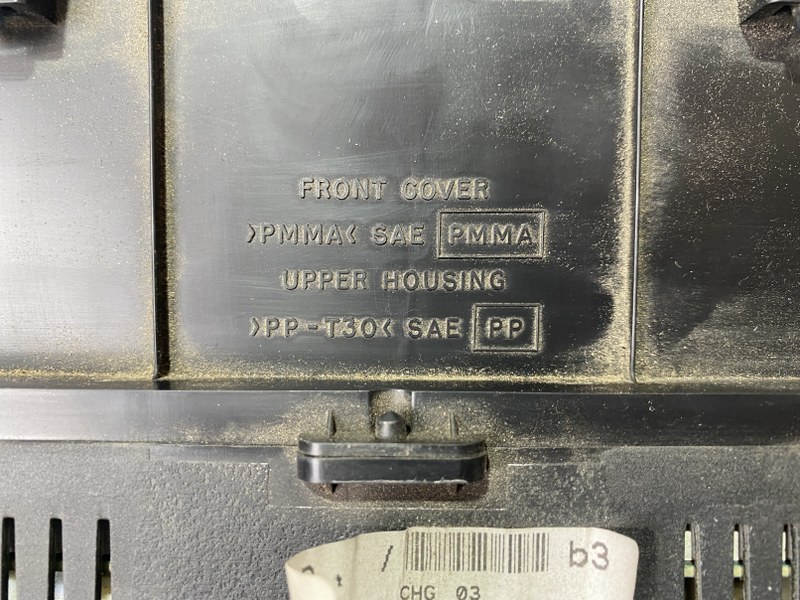 FRONT COVER
>PMMA< SAE PMMA
UPPER HOUSING
>PP-T30< SAE PP
/ b3
CHG 03